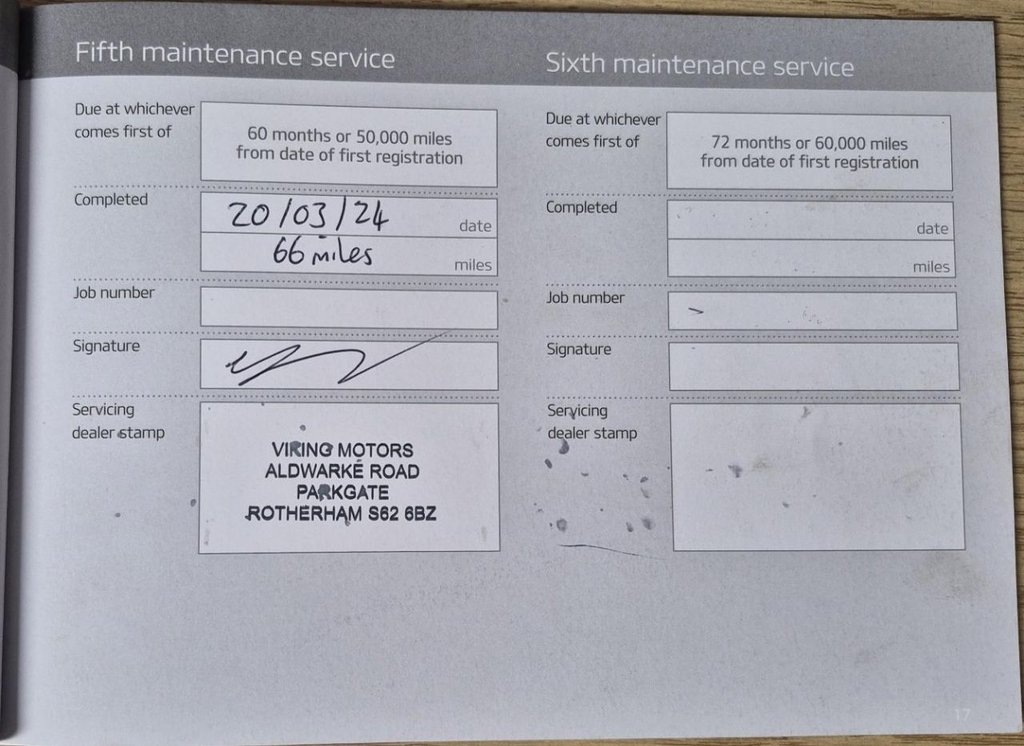 Fifth maintenance service
Due at whichever
comes first of
60 months or 50,000 miles
from date of first registration
Completed
20/03/24 date
66 miles miles
Job number
Signature
Servicing
dealer stamp
VIKING MOTORS
ALDWARKE ROAD
PARKGATE
ROTHERHAM S62 6BZ
Sixth maintenance service
Due at whichever
comes first of
72 months or 60,000 miles
from date of first registration
Completed
date
miles
Job number
Signature
Servicing
dealer stamp
17